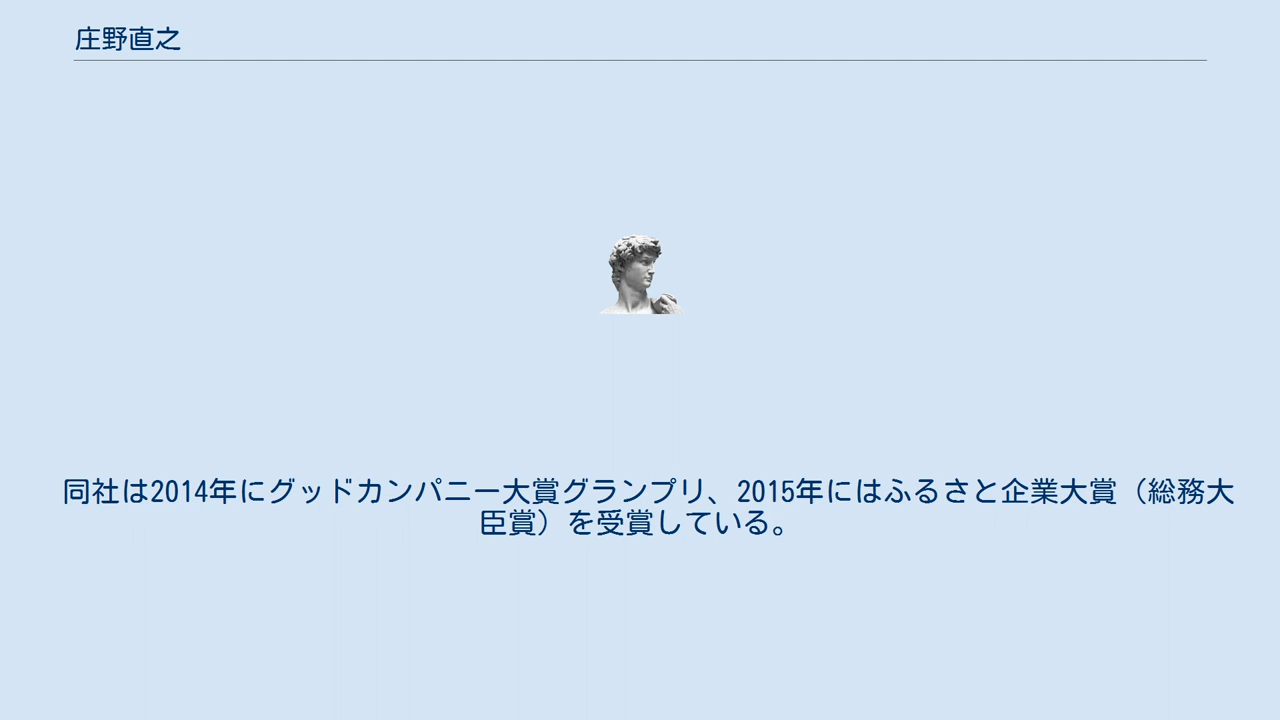 庄野直之
同社は2014年にグッドカンパニー大賞グランプリ、2015年にはふるさと企業大賞（総務大
臣賞）を受賞している。